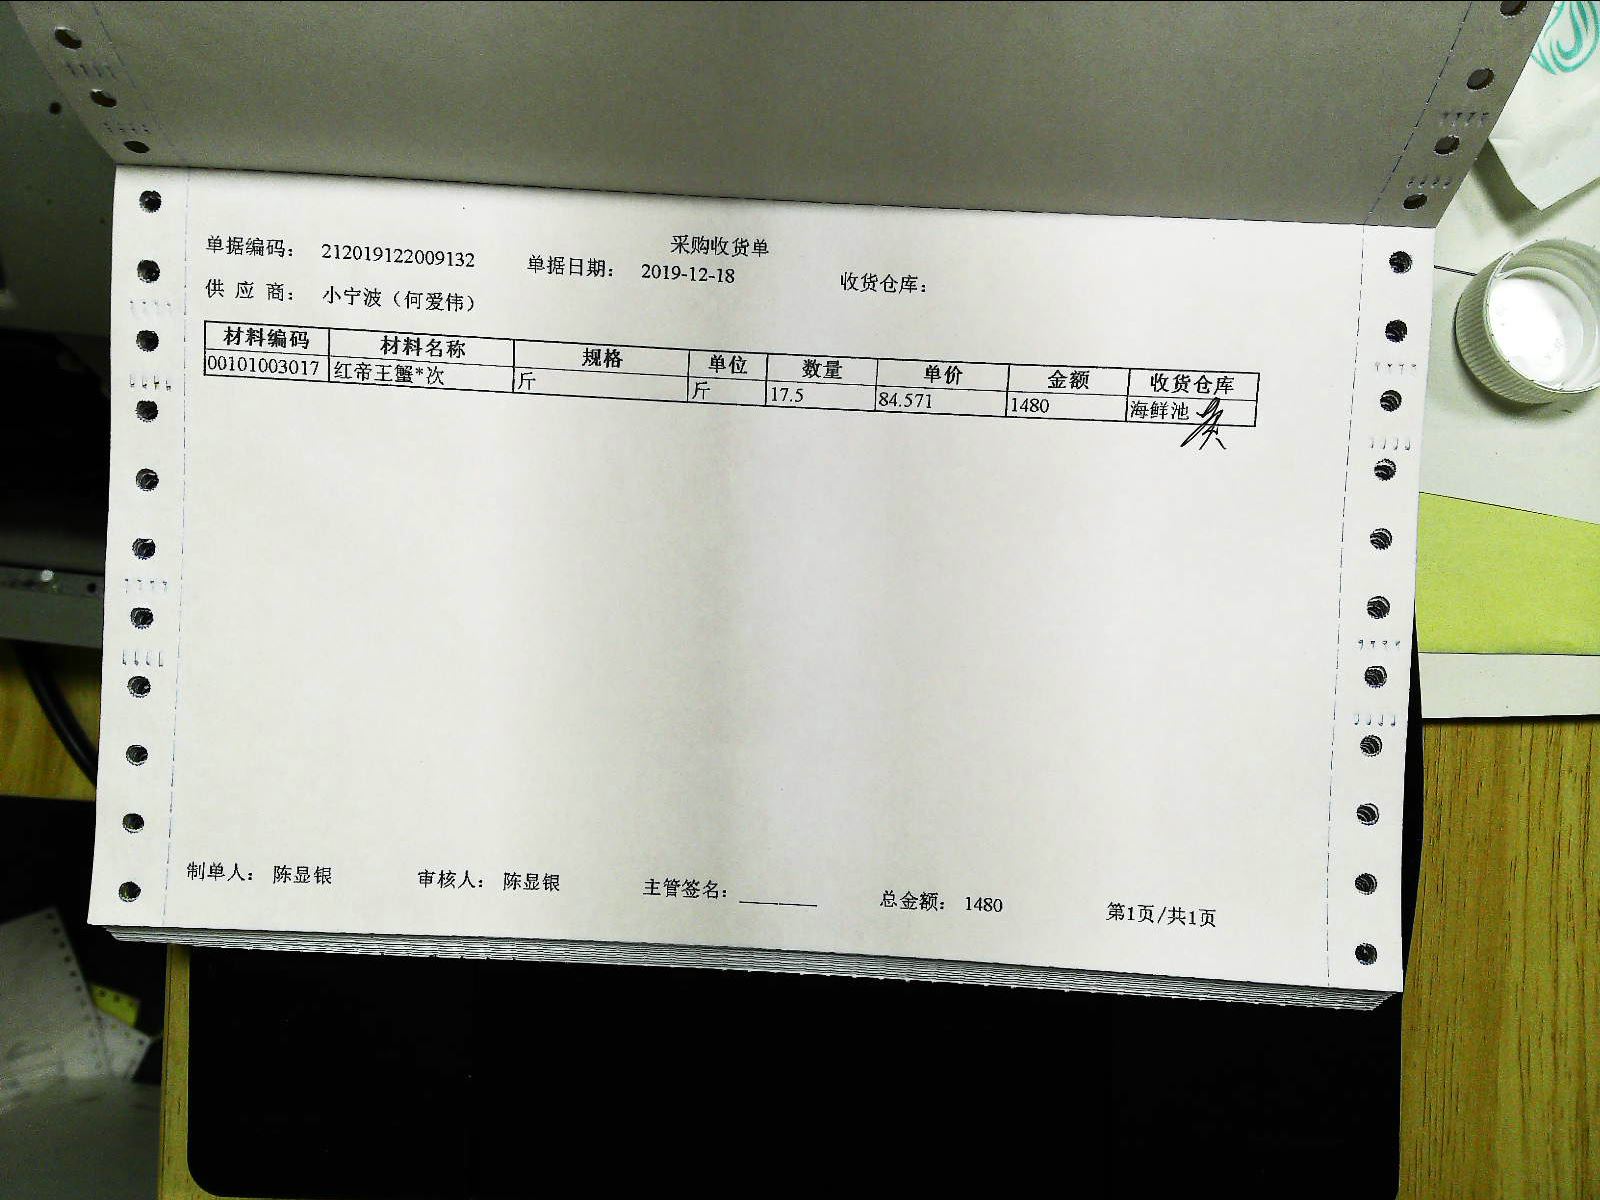 采购收货单
单据编码: 212019122009132 单据日期: 2019-12-18 收货仓库:
供 应 商: 小宁波（何爱伟）
材料编码 材料名称 规格 单位 数量 单价 金额 收货仓库
00101003017 红帝王蟹*次 斤 斤 17.5 84.571 1480 海鲜池
制单人: 陈显银 审核人: 陈显银 主管签名: ________ 总金额: 1480 第1页/共1页